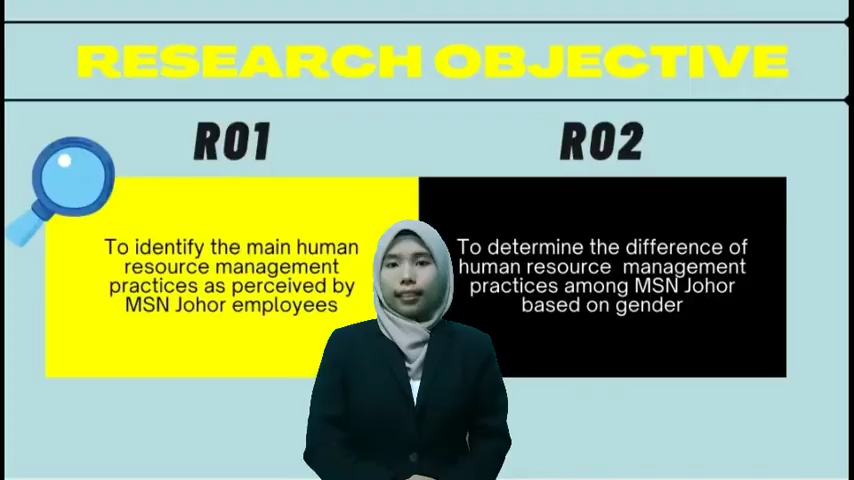 RESEARCH OBJECTIVE
RO1
To identify the main human
resource management
practices as perceived by
MSN Johor employees
RO2
To determine the difference of
human resource management
practices among MSN Johor
based on gender